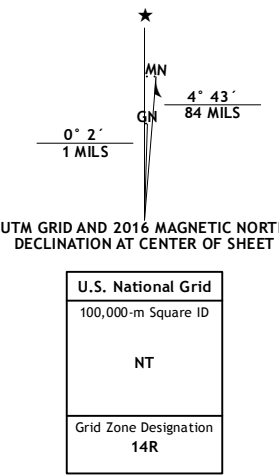 ★
MN
GN
4° 43´
84 MILS
0° 2´
1 MILS
UTM GRID AND 2016 MAGNETIC NORTH
DECLINATION AT CENTER OF SHEET
U.S. National Grid
100,000-m Square ID
NT
Grid Zone Designation
14R